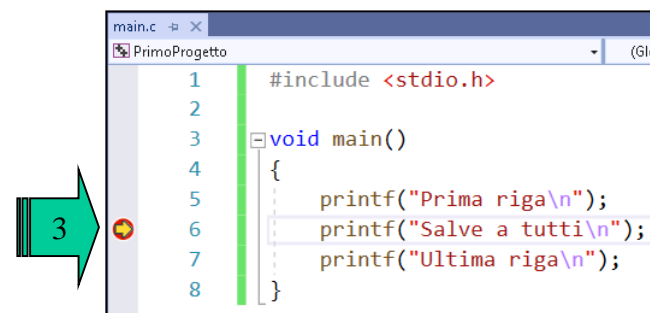 main.c
PrimoProgetto
1 #include <stdio.h>
2
3 void main()
4 {
5 printf("Prima riga\n");
3
6 printf("Salve a tutti\n");
7 printf("Ultima riga\n");
8 }